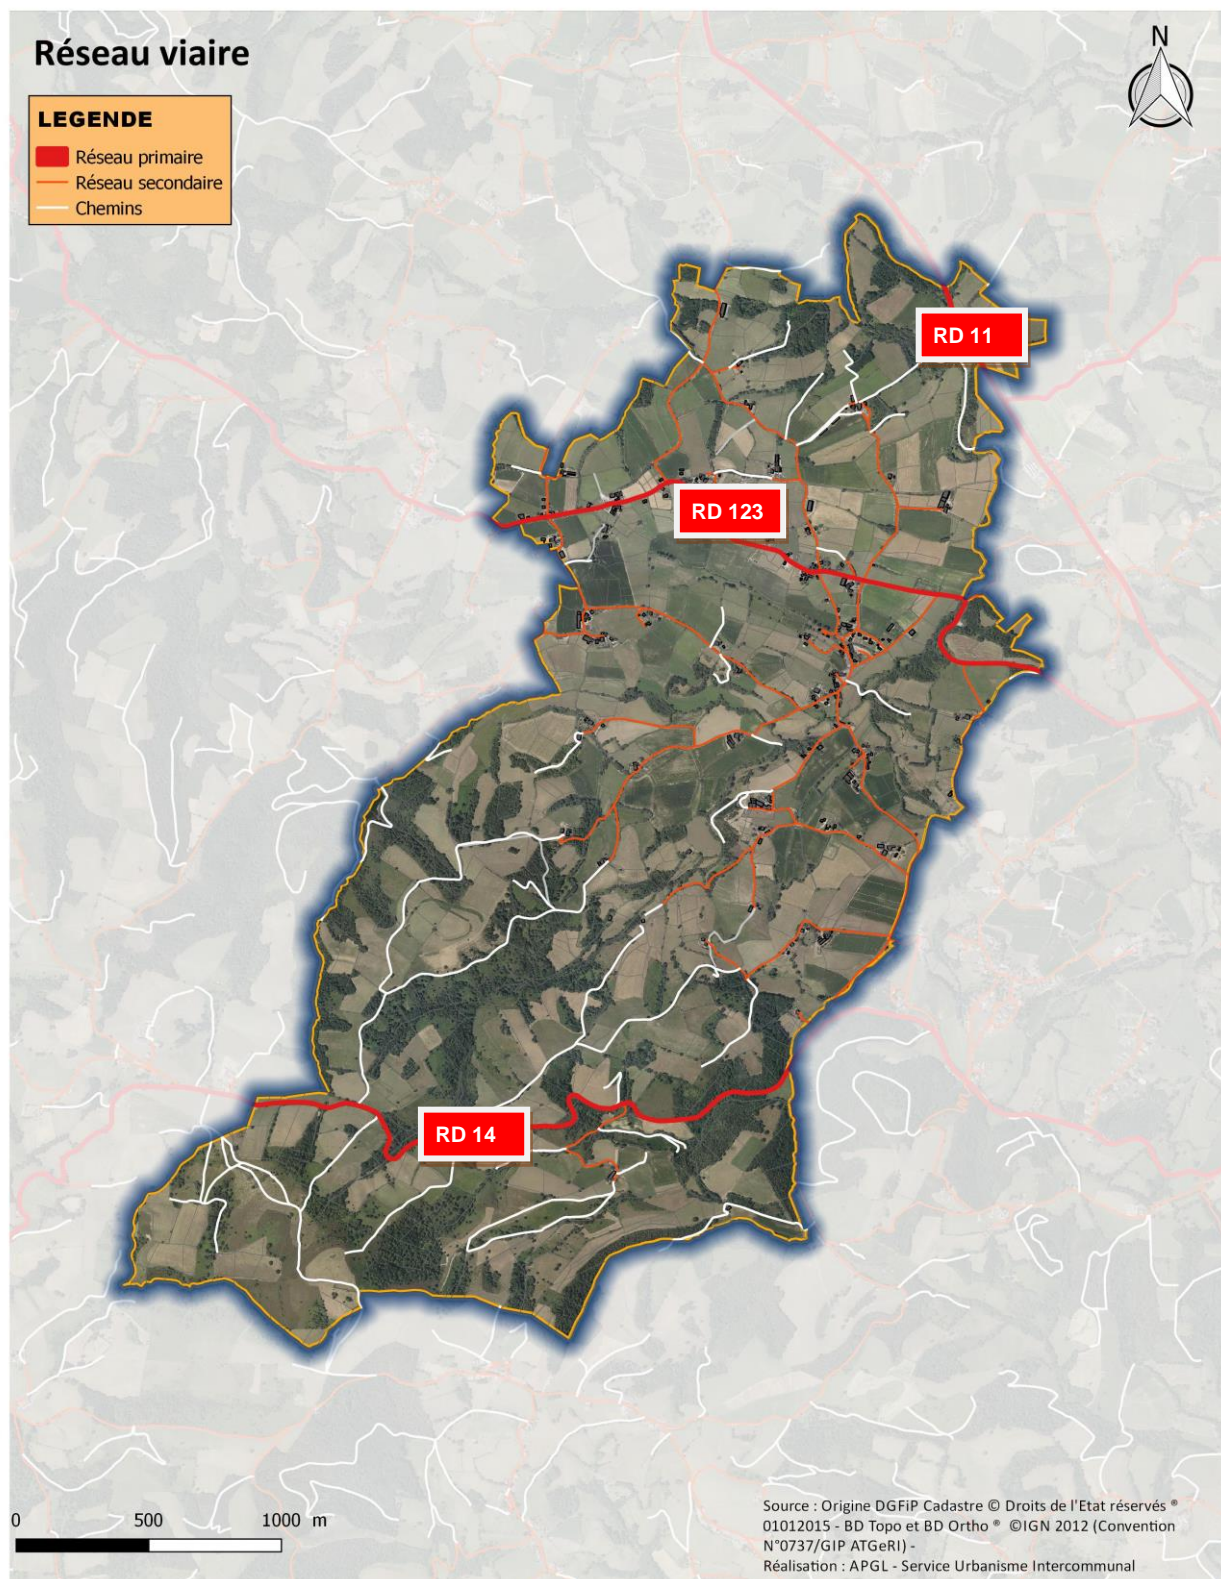 Réseau viaire
N
LEGENDE
Réseau primaire
Réseau secondaire
Chemins
RD 11
RD 123
RD 14
0 500 1000 m
Source : Origine DGFiP Cadastre © Droits de l'Etat réservés ®
01012015 - BD Topo et BD Ortho ® ©IGN 2012 (Convention
N°0737/GIP ATGeRI) -
Réalisation : APGL - Service Urbanisme Intercommunal